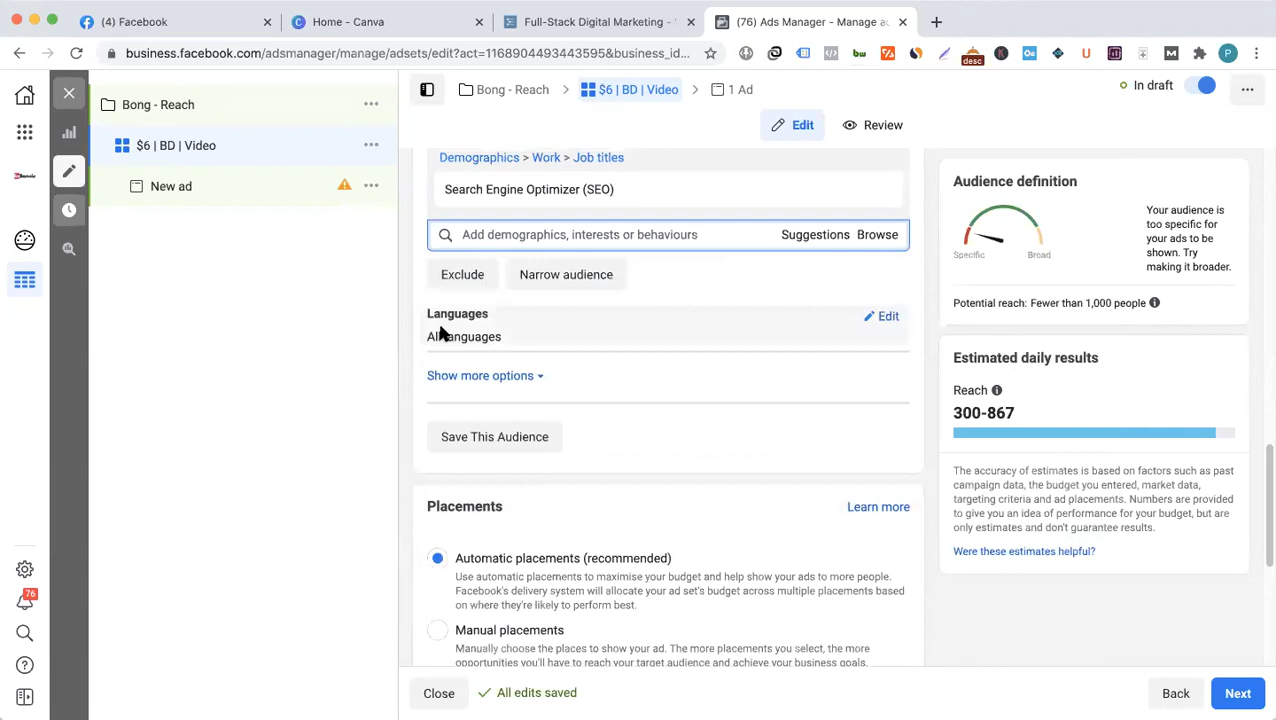 (4) Facebook
Home - Canva
Full-Stack Digital Marketing -
(76) Ads Manager - Manage ad
business.facebook.com/adsmanager/manage/adsets/edit?act=1168904493443595&business_id...
desc
Bong - Reach
$6 | BD | Video
New ad
76
Bong - Reach
$6 | BD | Video
1 Ad
In draft
Edit
Review
Demographics > Work > Job titles
Search Engine Optimizer (SEO)
Add demographics, interests or behaviours
Suggestions
Browse
Exclude
Narrow audience
Languages
Edit
All languages
Show more options
Save This Audience
Placements
Learn more
Automatic placements (recommended)
Use automatic placements to maximise your budget and help show your ads to more people.
Facebook's delivery system will allocate your ad set's budget across multiple placements based
on where they're likely to perform best.
Manual placements
Manually choose the places to show your ad. The more placements you select, the more
opportunities you'll have to reach your target audience and achieve your business goals.
Close
All edits saved
Back
Next
Audience definition
Specific
Broad
Your audience is
too specific for
your ads to be
shown. Try
making it broader.
Potential reach: Fewer than 1,000 people
Estimated daily results
Reach
300-867
The accuracy of estimates is based on factors such as past
campaign data, the budget you entered, market data,
targeting criteria and ad placements. Numbers are provided
to give you an idea of performance for your budget, but are
only estimates and don't guarantee results.
Were these estimates helpful?